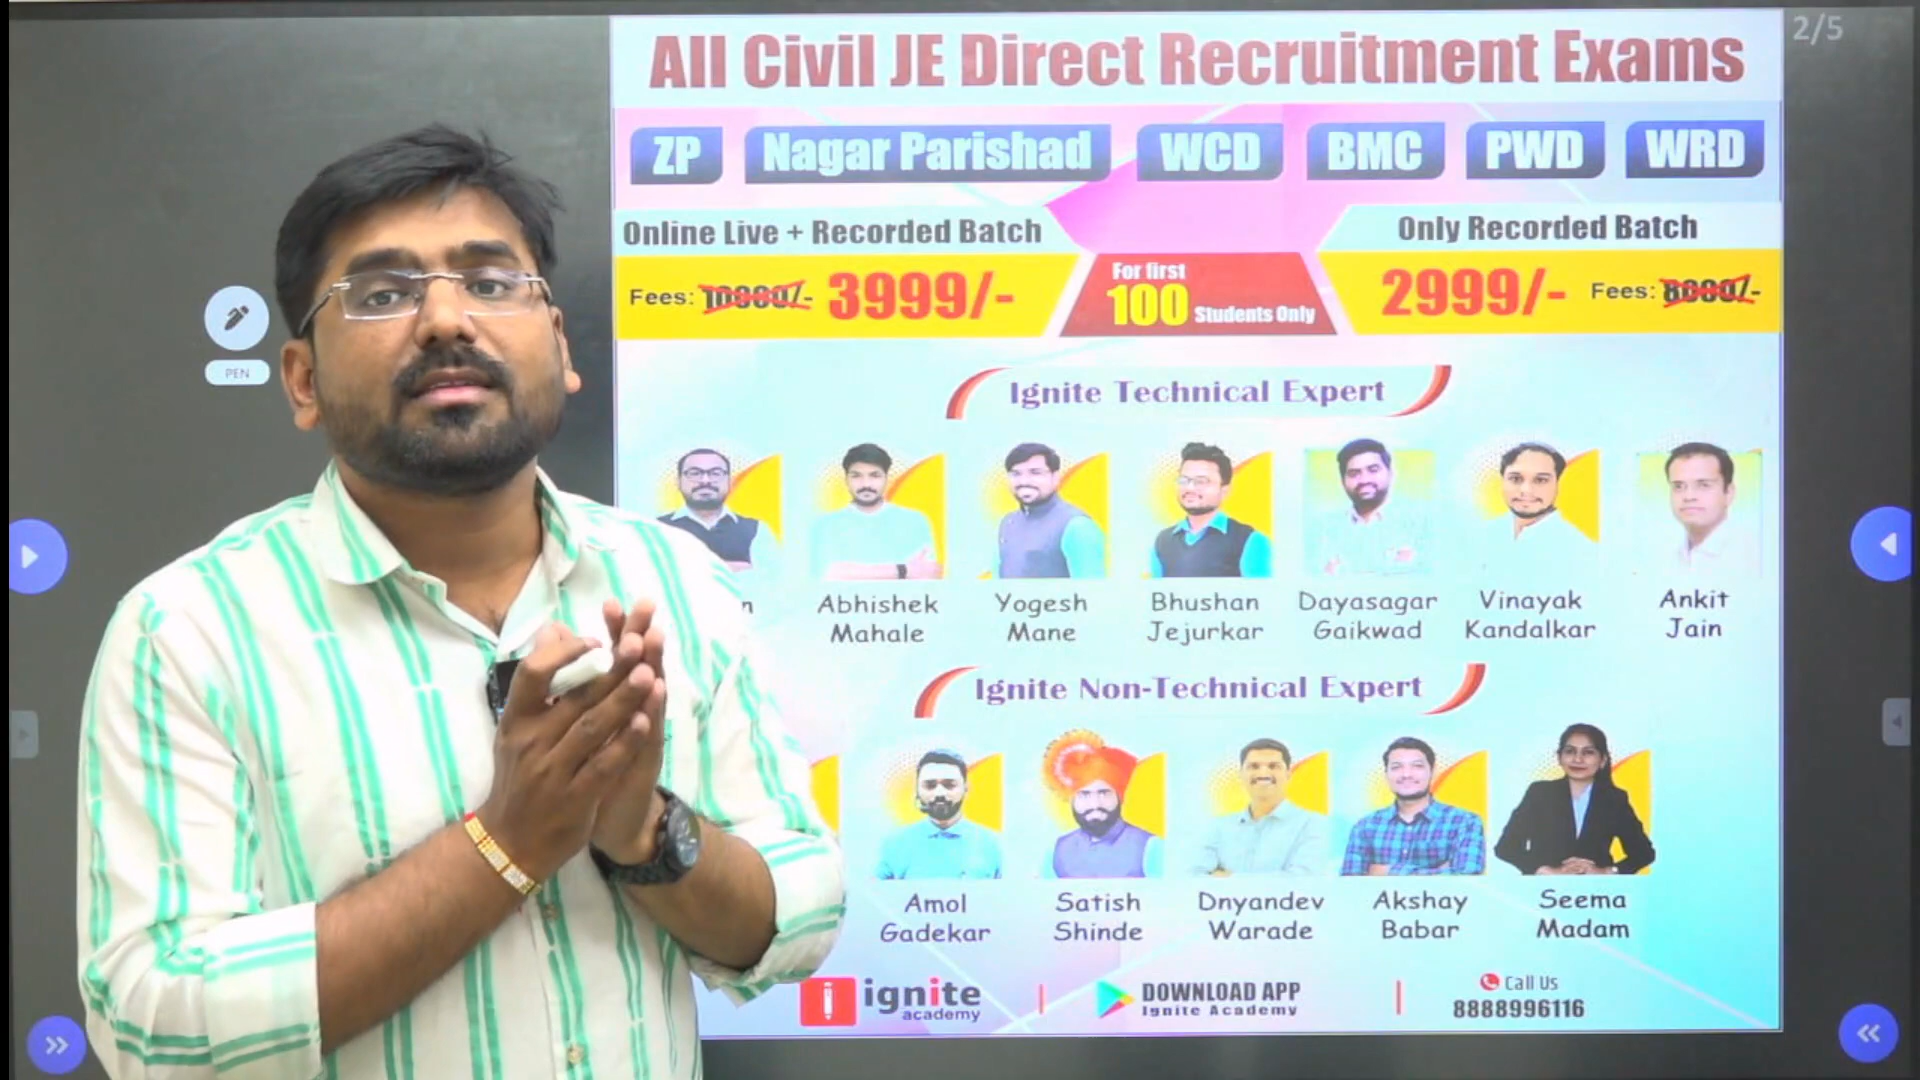 2/5
All Civil JE Direct Recruitment Exams
ZP Nagar Parishad WCD BMC PWD WRD
Online Live + Recorded Batch
Fees: 10000/- 3999/-
For first
100 Students Only
Only Recorded Batch
2999/- Fees: 8000/-
PEN
Ignite Technical Expert
Abhishek Mahale
Yogesh Mane
Bhushan Jejurkar
Dayasagar Gaikwad
Vinayak Kandalkar
Ankit Jain
Ignite Non-Technical Expert
Amol Gadekar
Satish Shinde
Dnyandev Warade
Akshay Babar
Seema Madam
ignite
academy
DOWNLOAD APP
Ignite Academy
Call Us
8888996116